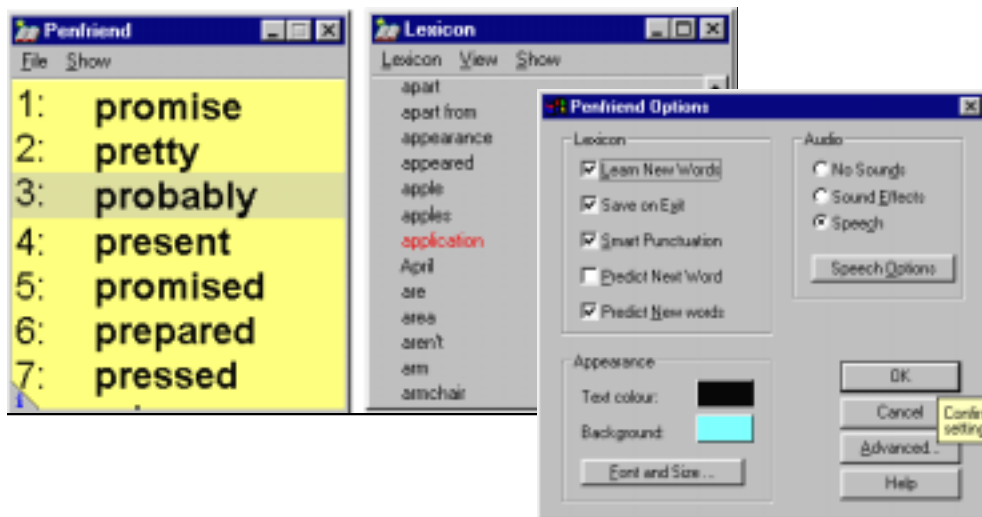 Penfriend
File Show
1: promise
2: pretty
3: probably
4: present
5: promised
6: prepared
7: pressed
Lexicon
Lexicon View Show
apart
apart from
appearance
appeared
apple
apples
application
April
are
area
aren't
arm
armchair
Penfriend Options
Lexicon
Learn New Words
Save on Exit
Smart Punctuation
Predict Next Word
Predict New words
Audio
No Sounds
Sound Effects
Speech
Speech Options
Appearance
Text colour:
Background:
Font and Size ...
OK
Cancel
Advanced...
Help